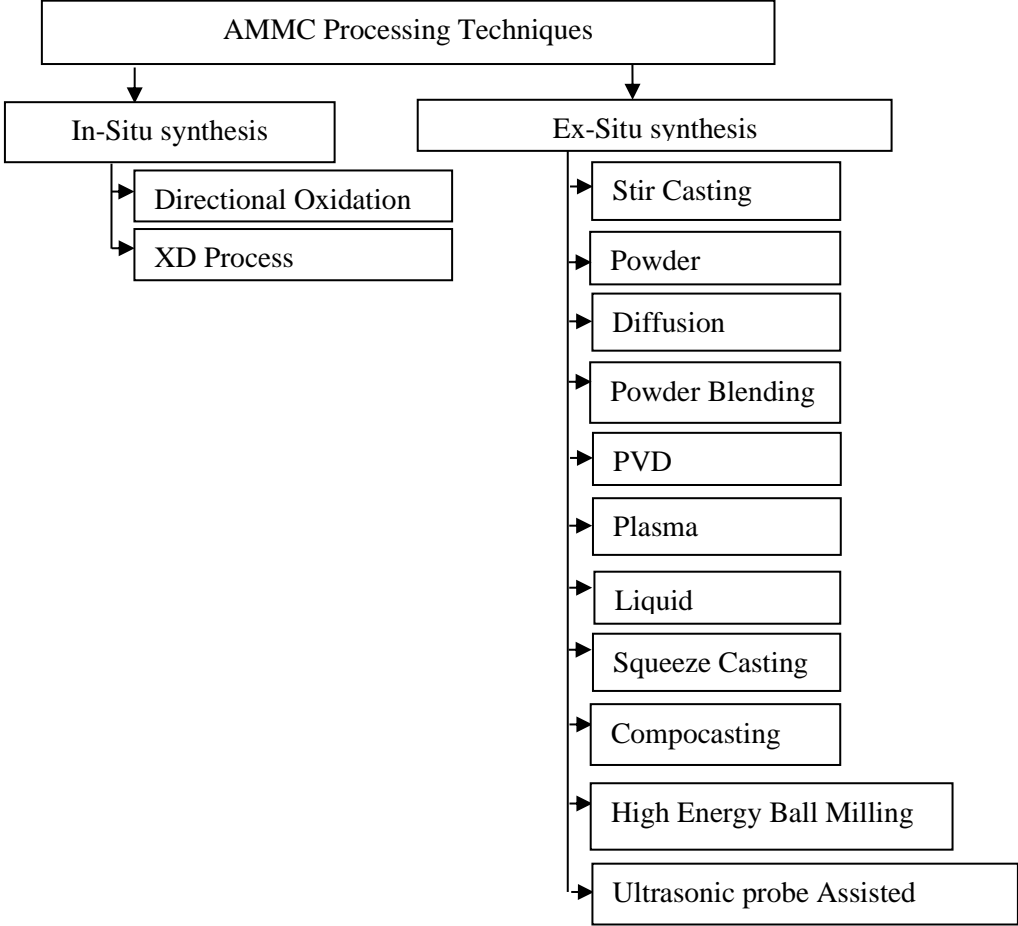 AMMC Processing Techniques
In-Situ synthesis
Directional Oxidation
XD Process
Ex-Situ synthesis
Stir Casting
Powder
Diffusion
Powder Blending
PVD
Plasma
Liquid
Squeeze Casting
Compocasting
High Energy Ball Milling
Ultrasonic probe Assisted